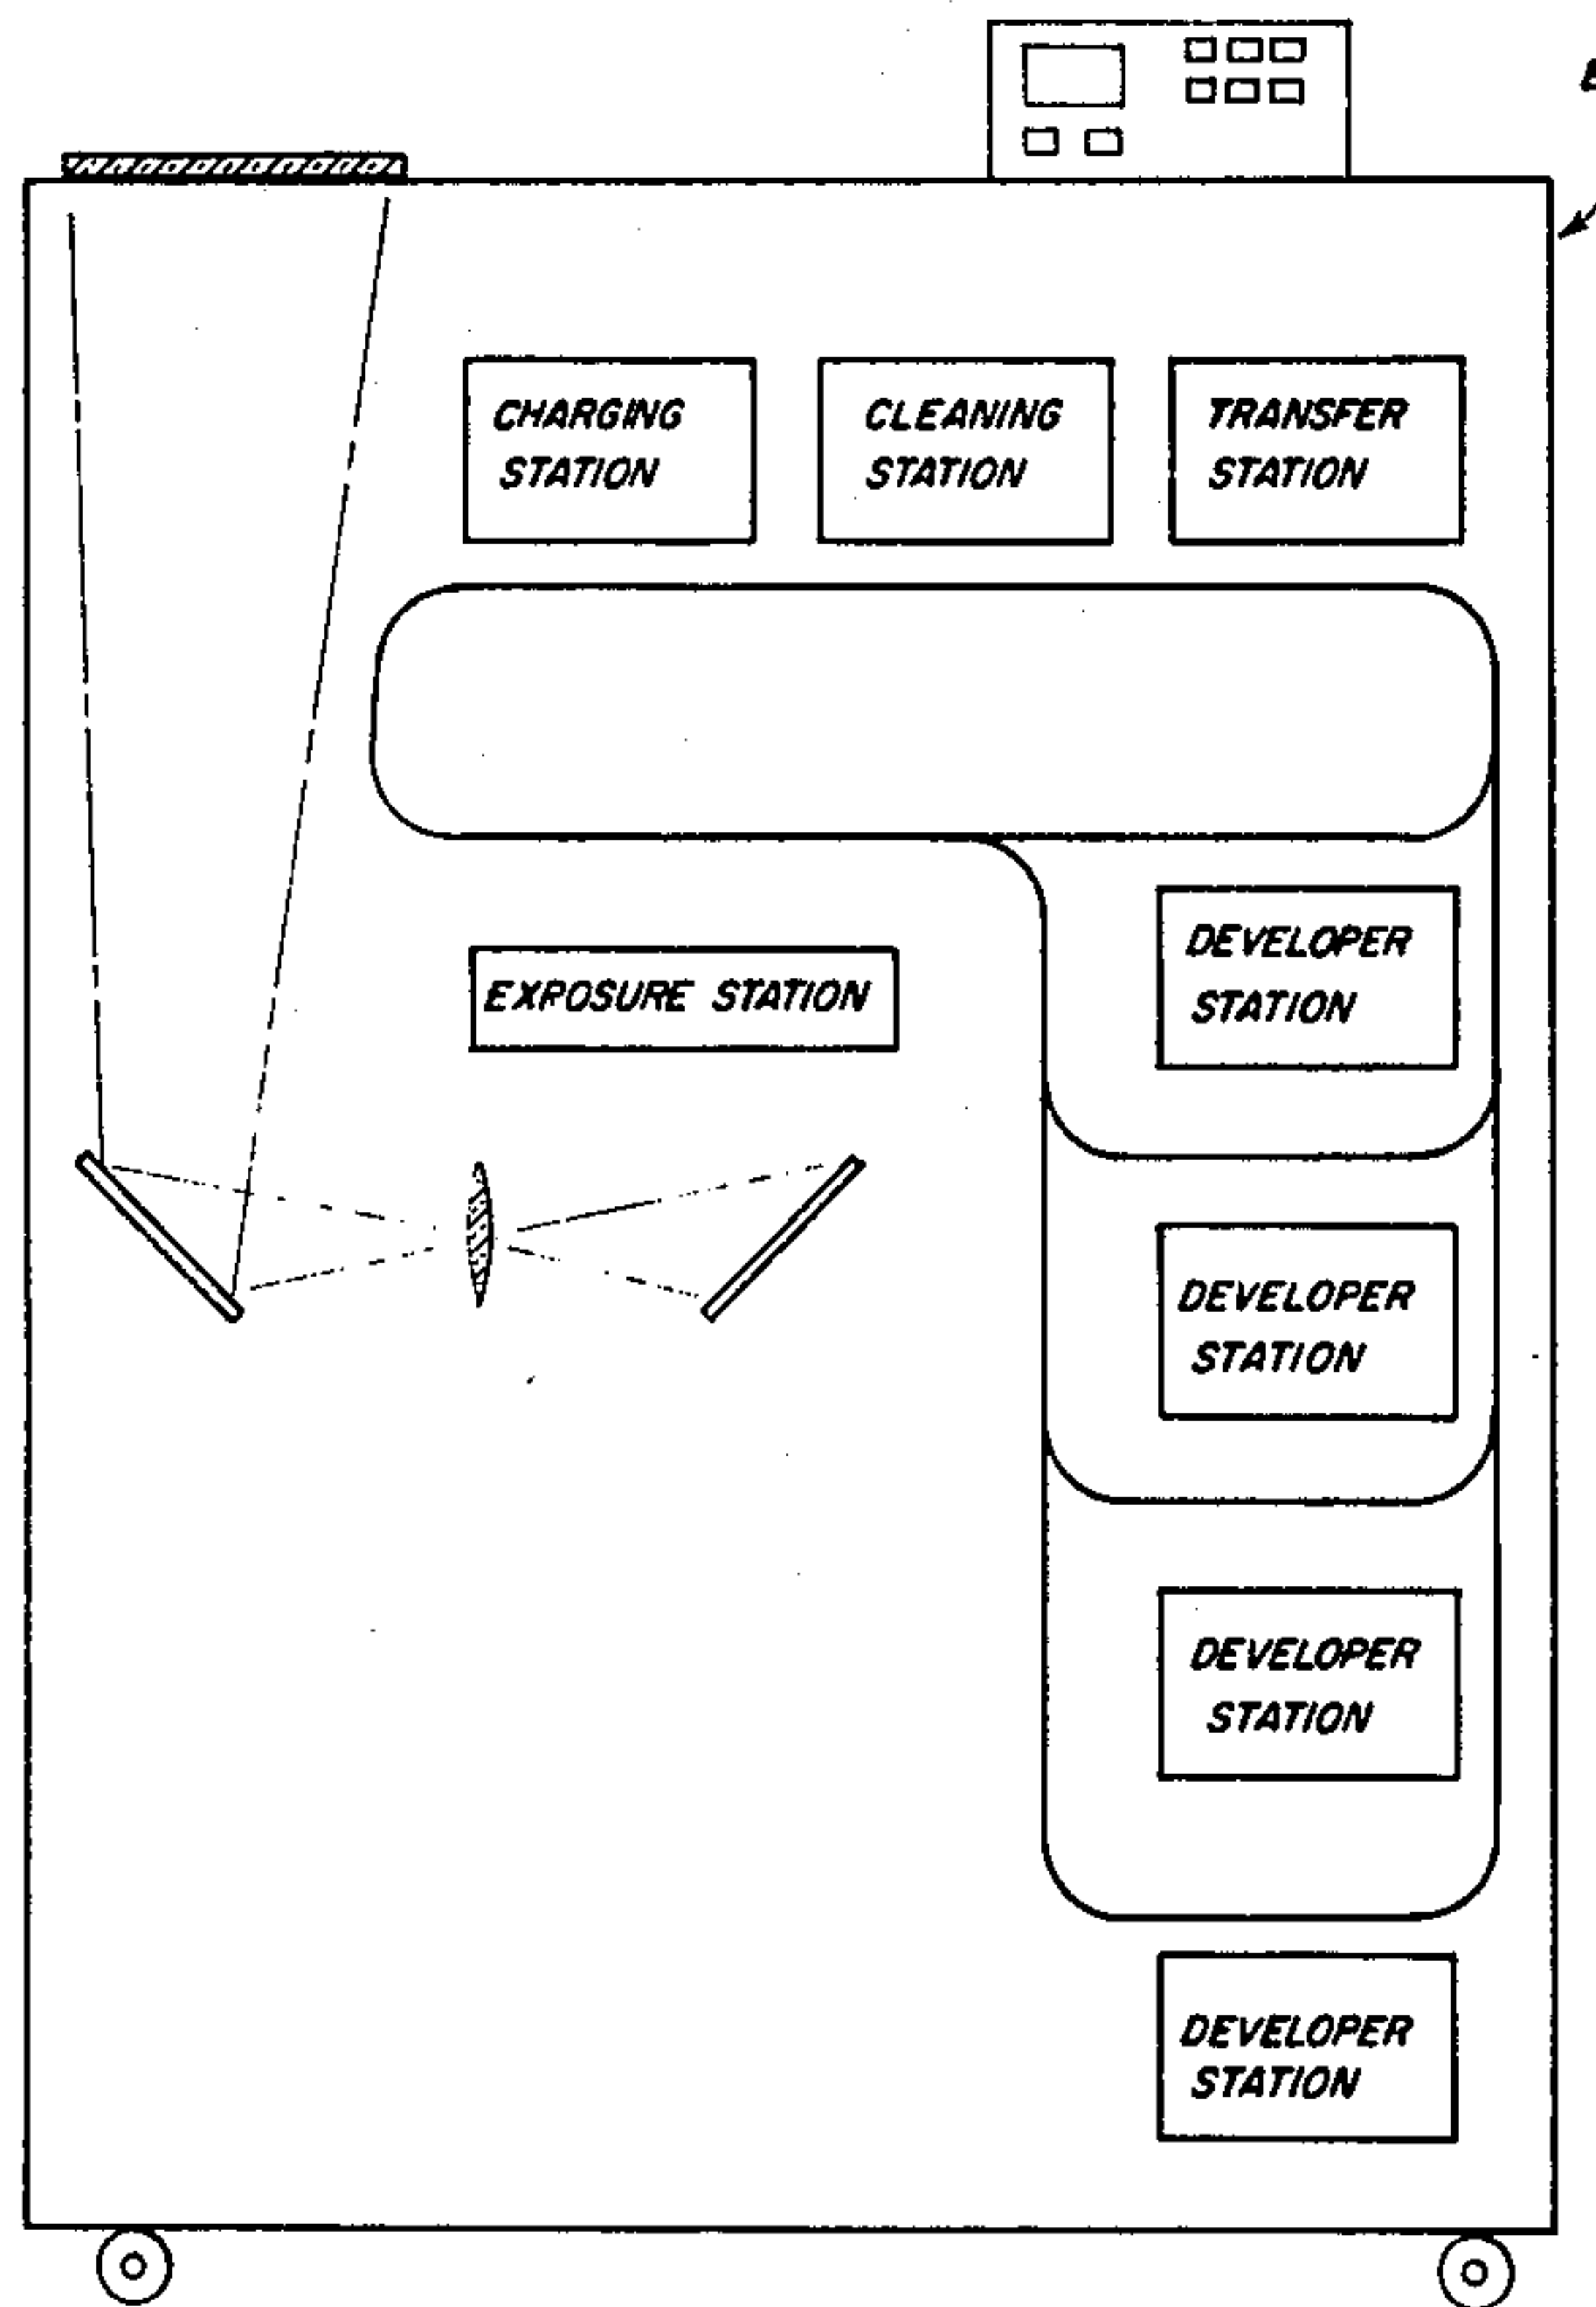 CHARGING
STATION
CLEANING
STATION
TRANSFER
STATION
DEVELOPER
STATION
EXPOSURE STATION
DEVELOPER
STATION
DEVELOPER
STATION
DEVELOPER
STATION